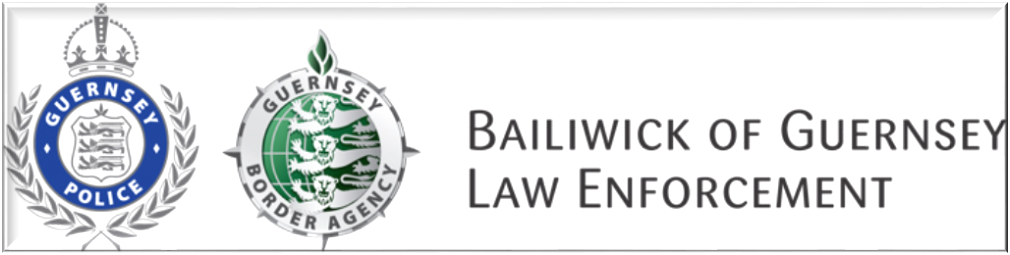 GUERNSEY
POLICE
GUERNSEY
BORDER AGENCY
BAILIWICK OF GUERNSEY
LAW ENFORCEMENT